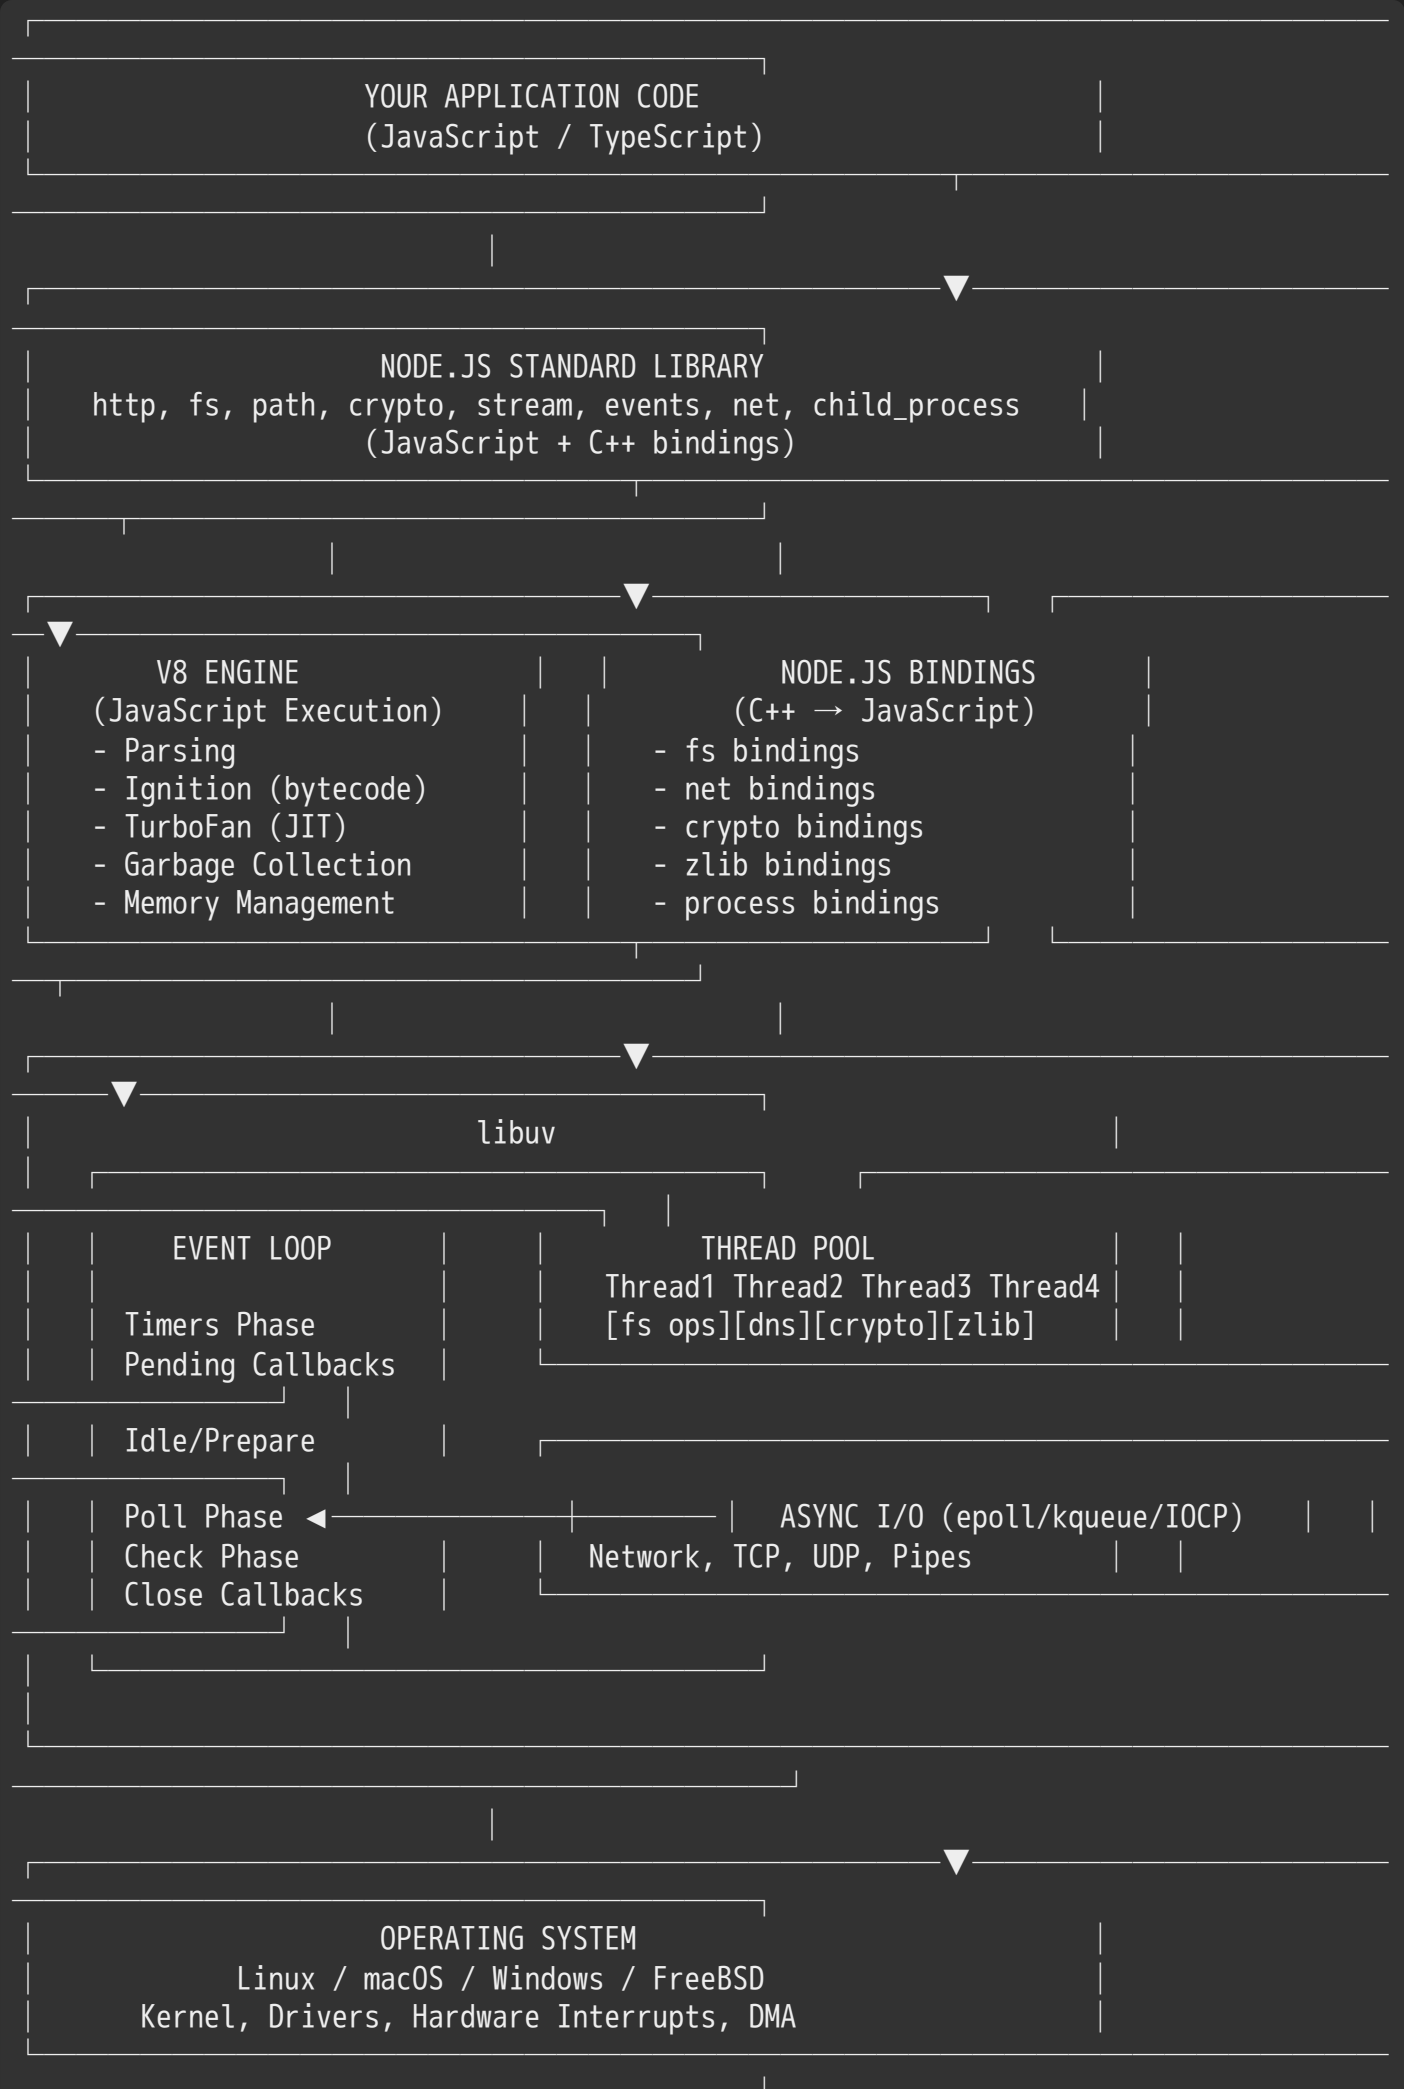 YOUR APPLICATION CODE
(JavaScript / TypeScript)
NODE.JS STANDARD LIBRARY
http, fs, path, crypto, stream, events, net, child_process
(JavaScript + C++ bindings)
V8 ENGINE NODE.JS BINDINGS
(JavaScript Execution) (C++ → JavaScript)
- Parsing - fs bindings
- Ignition (bytecode) - net bindings
- TurboFan (JIT) - crypto bindings
- Garbage Collection - zlib bindings
- Memory Management - process bindings
libuv
EVENT LOOP THREAD POOL
Thread1 Thread2 Thread3 Thread4
Timers Phase [fs ops][dns][crypto][zlib]
Pending Callbacks
Idle/Prepare
Poll Phase ASYNC I/O (epoll/kqueue/IOCP)
Check Phase Network, TCP, UDP, Pipes
Close Callbacks
OPERATING SYSTEM
Linux / macOS / Windows / FreeBSD
Kernel, Drivers, Hardware Interrupts, DMA